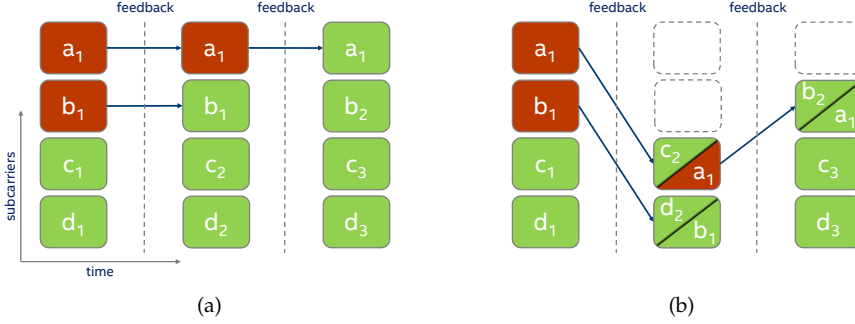 feedback feedback
a1 a1 a1
b1 b1 b2
c1 c2 c3
d1 d2 d3
subcarriers
time
(a)
feedback feedback
a1
b1 b2 a1
c1 c2 a1 c3
d1 d2 b1 d3
(b)